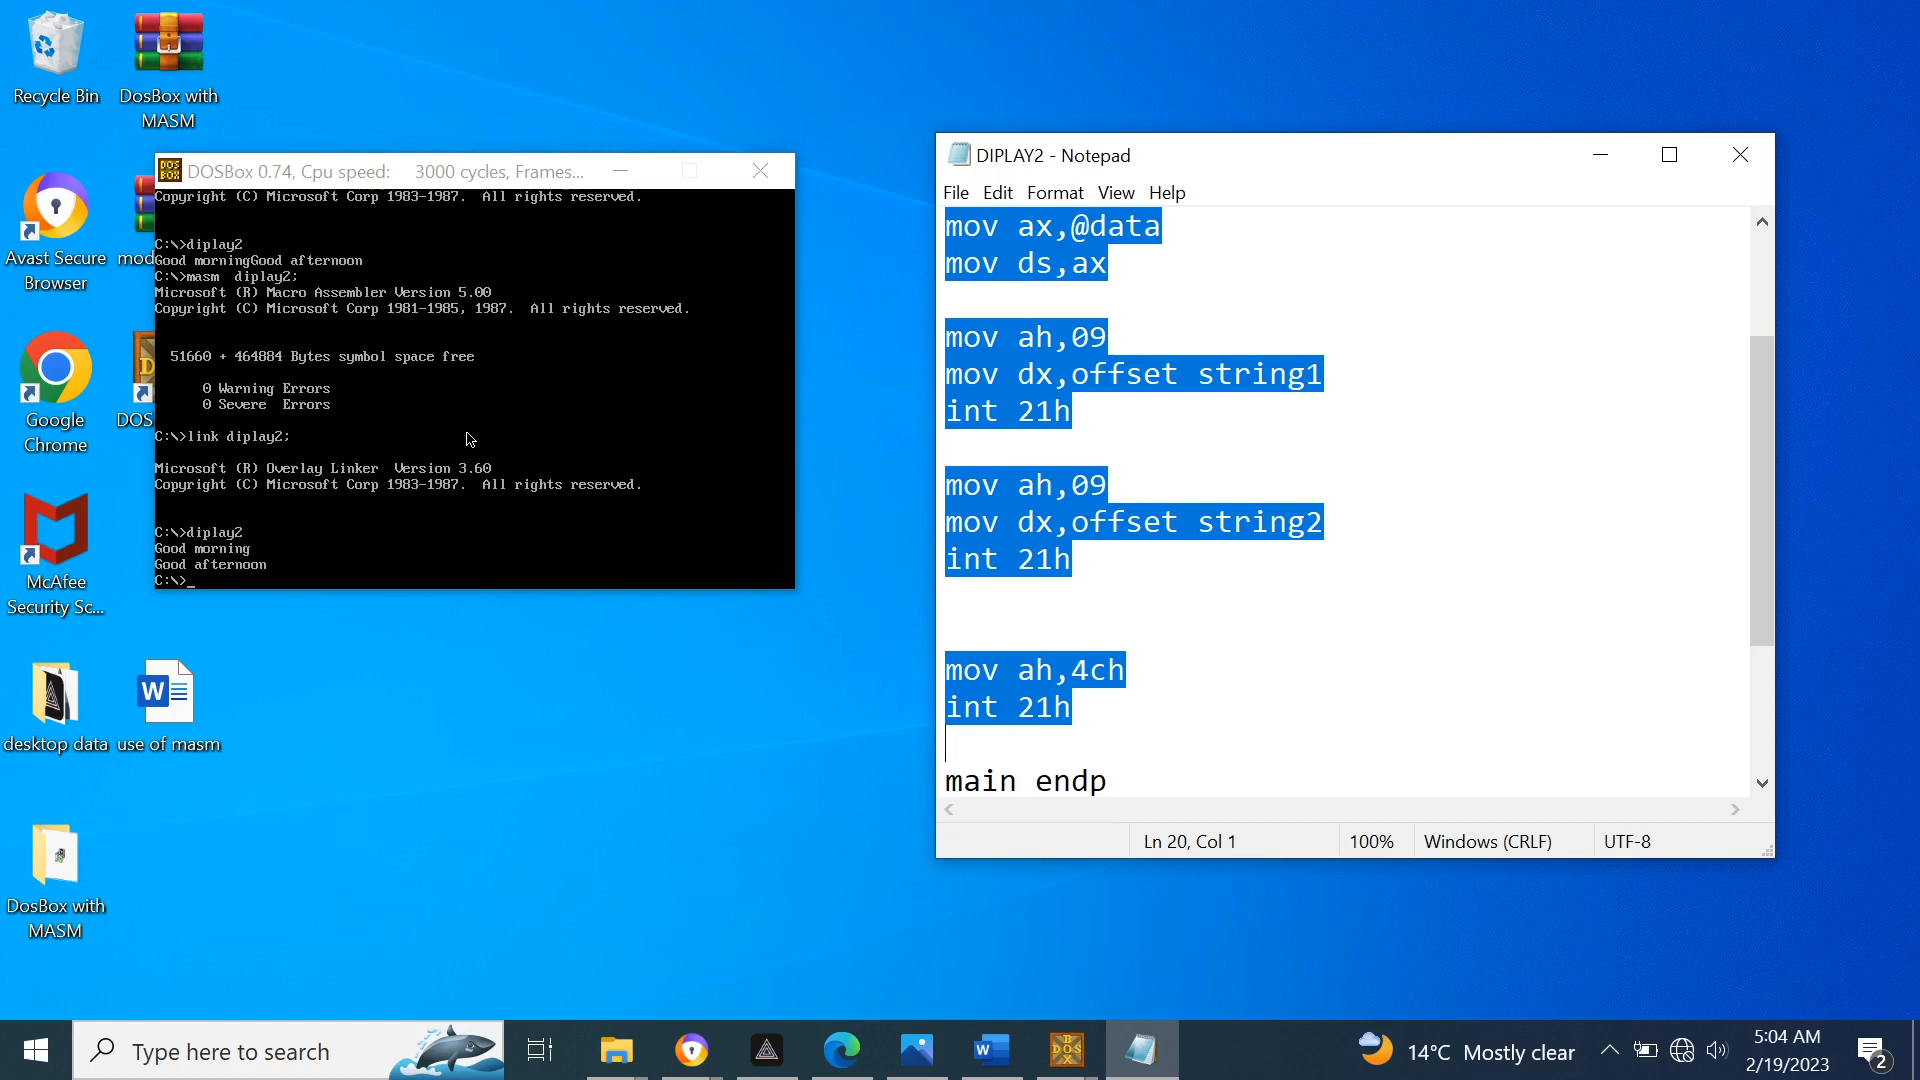 Recycle Bin
DosBox with
MASM
Avast Secure
Browser
mod
Google
Chrome
DOS
McAfee
Security Sc...
desktop data
use of masm
DosBox with
MASM
DOSBox 0.74, Cpu speed: 3000 cycles, Frames...
Copyright (C) Microsoft Corp 1983-1987. All rights reserved.
C:\>diplay2
Good morningGood afternoon
C:\>masm diplay2;
Microsoft (R) Macro Assembler Version 5.00
Copyright (C) Microsoft Corp 1981-1985, 1987. All rights reserved.
51660 + 464884 Bytes symbol space free
0 Warning Errors
0 Severe Errors
C:\>link diplay2;
Microsoft (R) Overlay Linker Version 3.60
Copyright (C) Microsoft Corp 1983-1987. All rights reserved.
C:\>diplay2
Good morning
Good afternoon
C:\>_
DIPLAY2 - Notepad
File Edit Format View Help
mov ax,@data
mov ds,ax
mov ah,09
mov dx,offset string1
int 21h
mov ah,09
mov dx,offset string2
int 21h
mov ah,4ch
int 21h
main endp
Ln 20, Col 1 100% Windows (CRLF) UTF-8
Type here to search
14°C Mostly clear
5:04 AM
2/19/2023
2